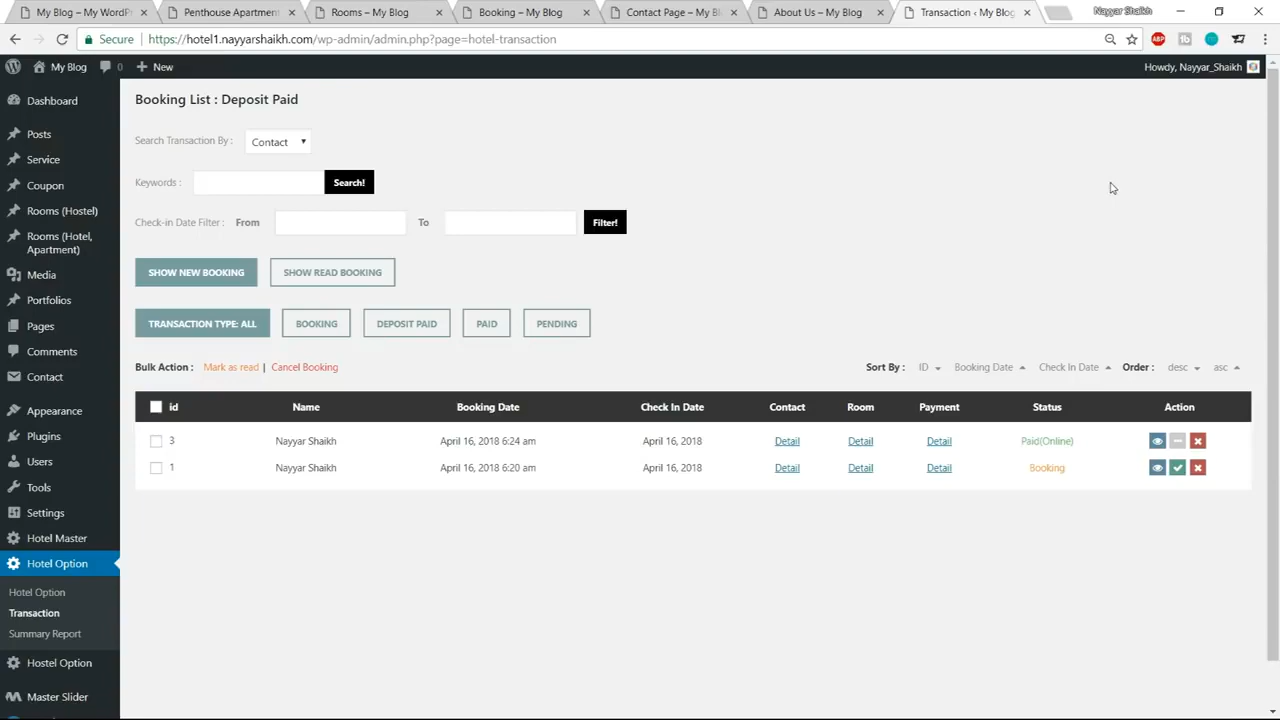 My Blog – My WordP
Penthouse Apartmen
Rooms – My Blog
Booking – My Blog
Contact Page – My Bl
About Us – My Blog
Transaction ‹ My Blog
Nayyar Shaikh
Secure
https://hotel1.nayyarshaikh.com/wp-admin/admin.php?page=hotel-transaction
ABP
My Blog 0 New
Howdy, Nayyar_Shaikh
Dashboard
Posts
Service
Coupon
Rooms (Hostel)
Rooms (Hotel,
Apartment)
Media
Portfolios
Pages
Comments
Contact
Appearance
Plugins
Users
Tools
Settings
Hotel Master
Hotel Option
Hotel Option
Transaction
Summary Report
Hostel Option
Master Slider
Booking List : Deposit Paid
Search Transaction By : Contact
Keywords : Search!
Check-in Date Filter : From To Filter!
SHOW NEW BOOKING SHOW READ BOOKING
TRANSACTION TYPE: ALL BOOKING DEPOSIT PAID PAID PENDING
Bulk Action : Mark as read | Cancel Booking Sort By : ID Booking Date Check In Date Order : desc asc
id Name Booking Date Check In Date Contact Room Payment Status Action
3 Nayyar Shaikh April 16, 2018 6:24 am April 16, 2018 Detail Detail Detail Paid(Online)
1 Nayyar Shaikh April 16, 2018 6:20 am April 16, 2018 Detail Detail Detail Booking